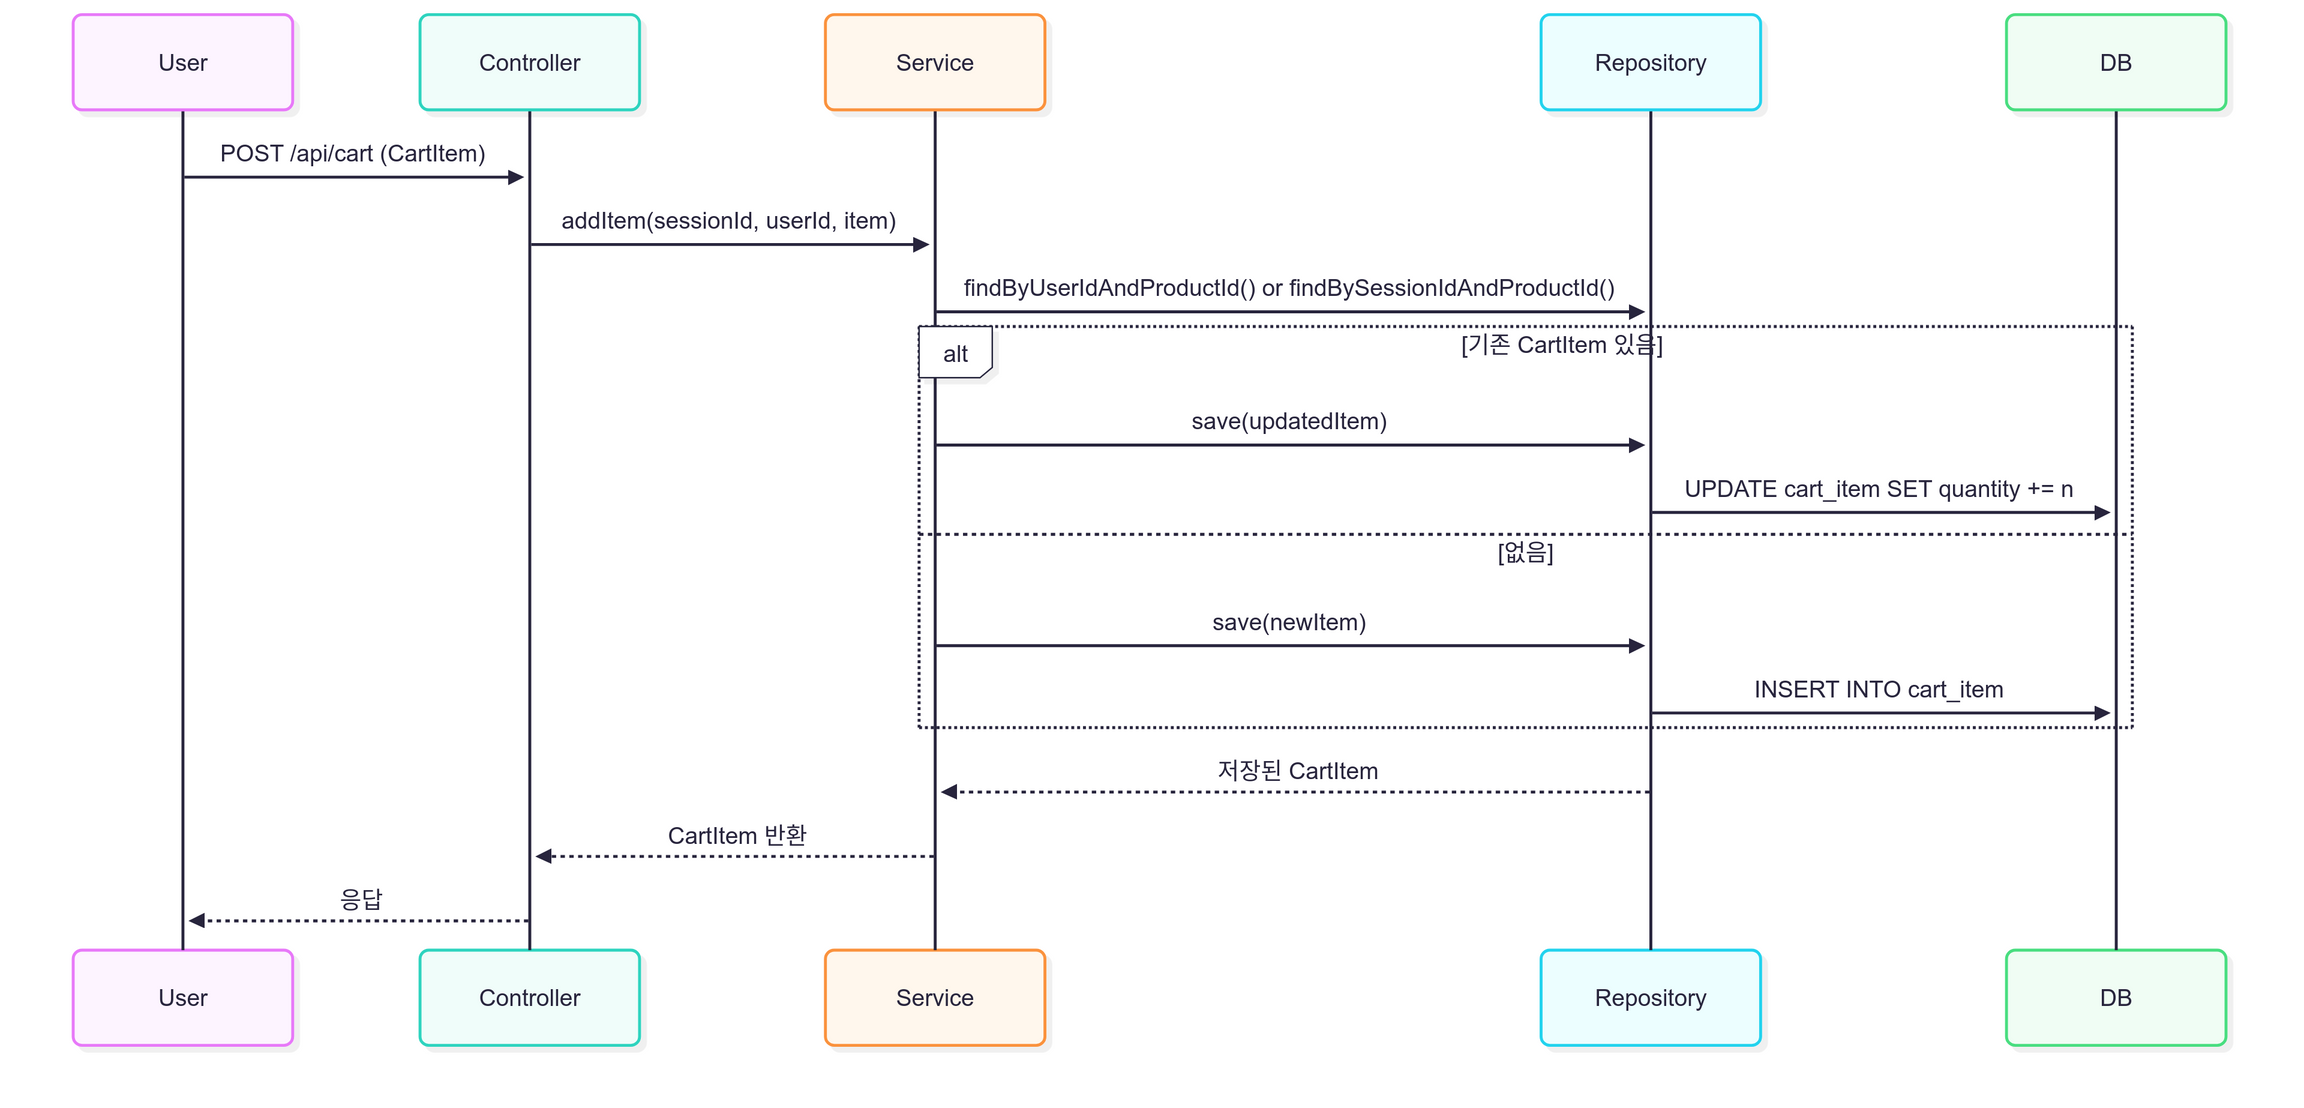 User
Controller
Service
Repository
DB
POST /api/cart (CartItem)
addItem(sessionId, userId, item)
findByUserIdAndProductId() or findBySessionIdAndProductId()
alt
[기존 CartItem 있음]
save(updatedItem)
UPDATE cart_item SET quantity += n
[없음]
save(newItem)
INSERT INTO cart_item
저장된 CartItem
CartItem 반환
응답
User
Controller
Service
Repository
DB